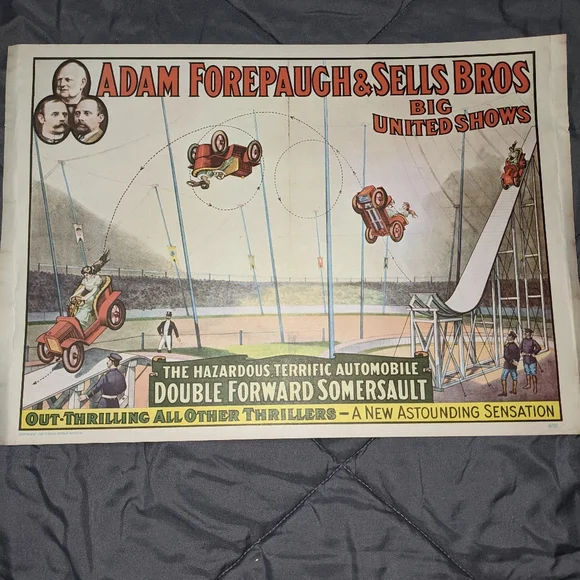 ADAM FOREPAUGH & SELLS BROS
BIG
UNITED SHOWS
THE HAZARDOUS, TERRIFIC AUTOMOBILE
DOUBLE FORWARD SOMERSAULT
OUT-THRILLING ALL OTHER THRILLERS – A NEW ASTOUNDING SENSATION